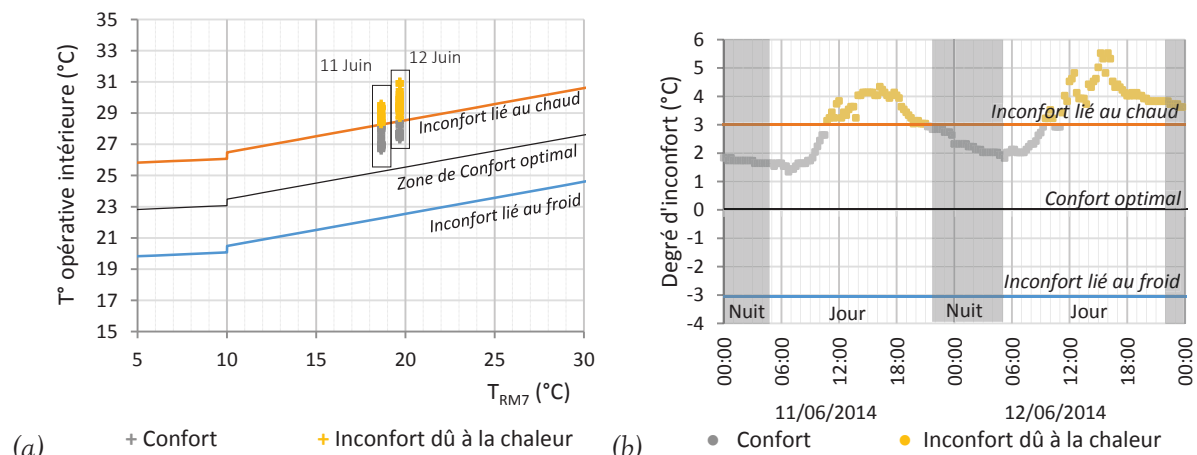 T° opérative intérieure (°C)
35
33
31
29
27
25
23
21
19
17
15
11 Juin
12 Juin
Inconfort lié au chaud
Zone de Confort optimal
Inconfort lié au froid
5
10
15
20
25
30
T_RM7 (°C)
(a)
+ Confort
+ Inconfort dû à la chaleur
Degré d'inconfort (°C)
6
5
4
3
2
1
0
-1
-2
-3
-4
Inconfort lié au chaud
Confort optimal
Inconfort lié au froid
Nuit
Jour
Nuit
Jour
00:00
06:00
12:00
18:00
00:00
06:00
12:00
18:00
00:00
11/06/2014
12/06/2014
(b)
Confort
Inconfort dû à la chaleur